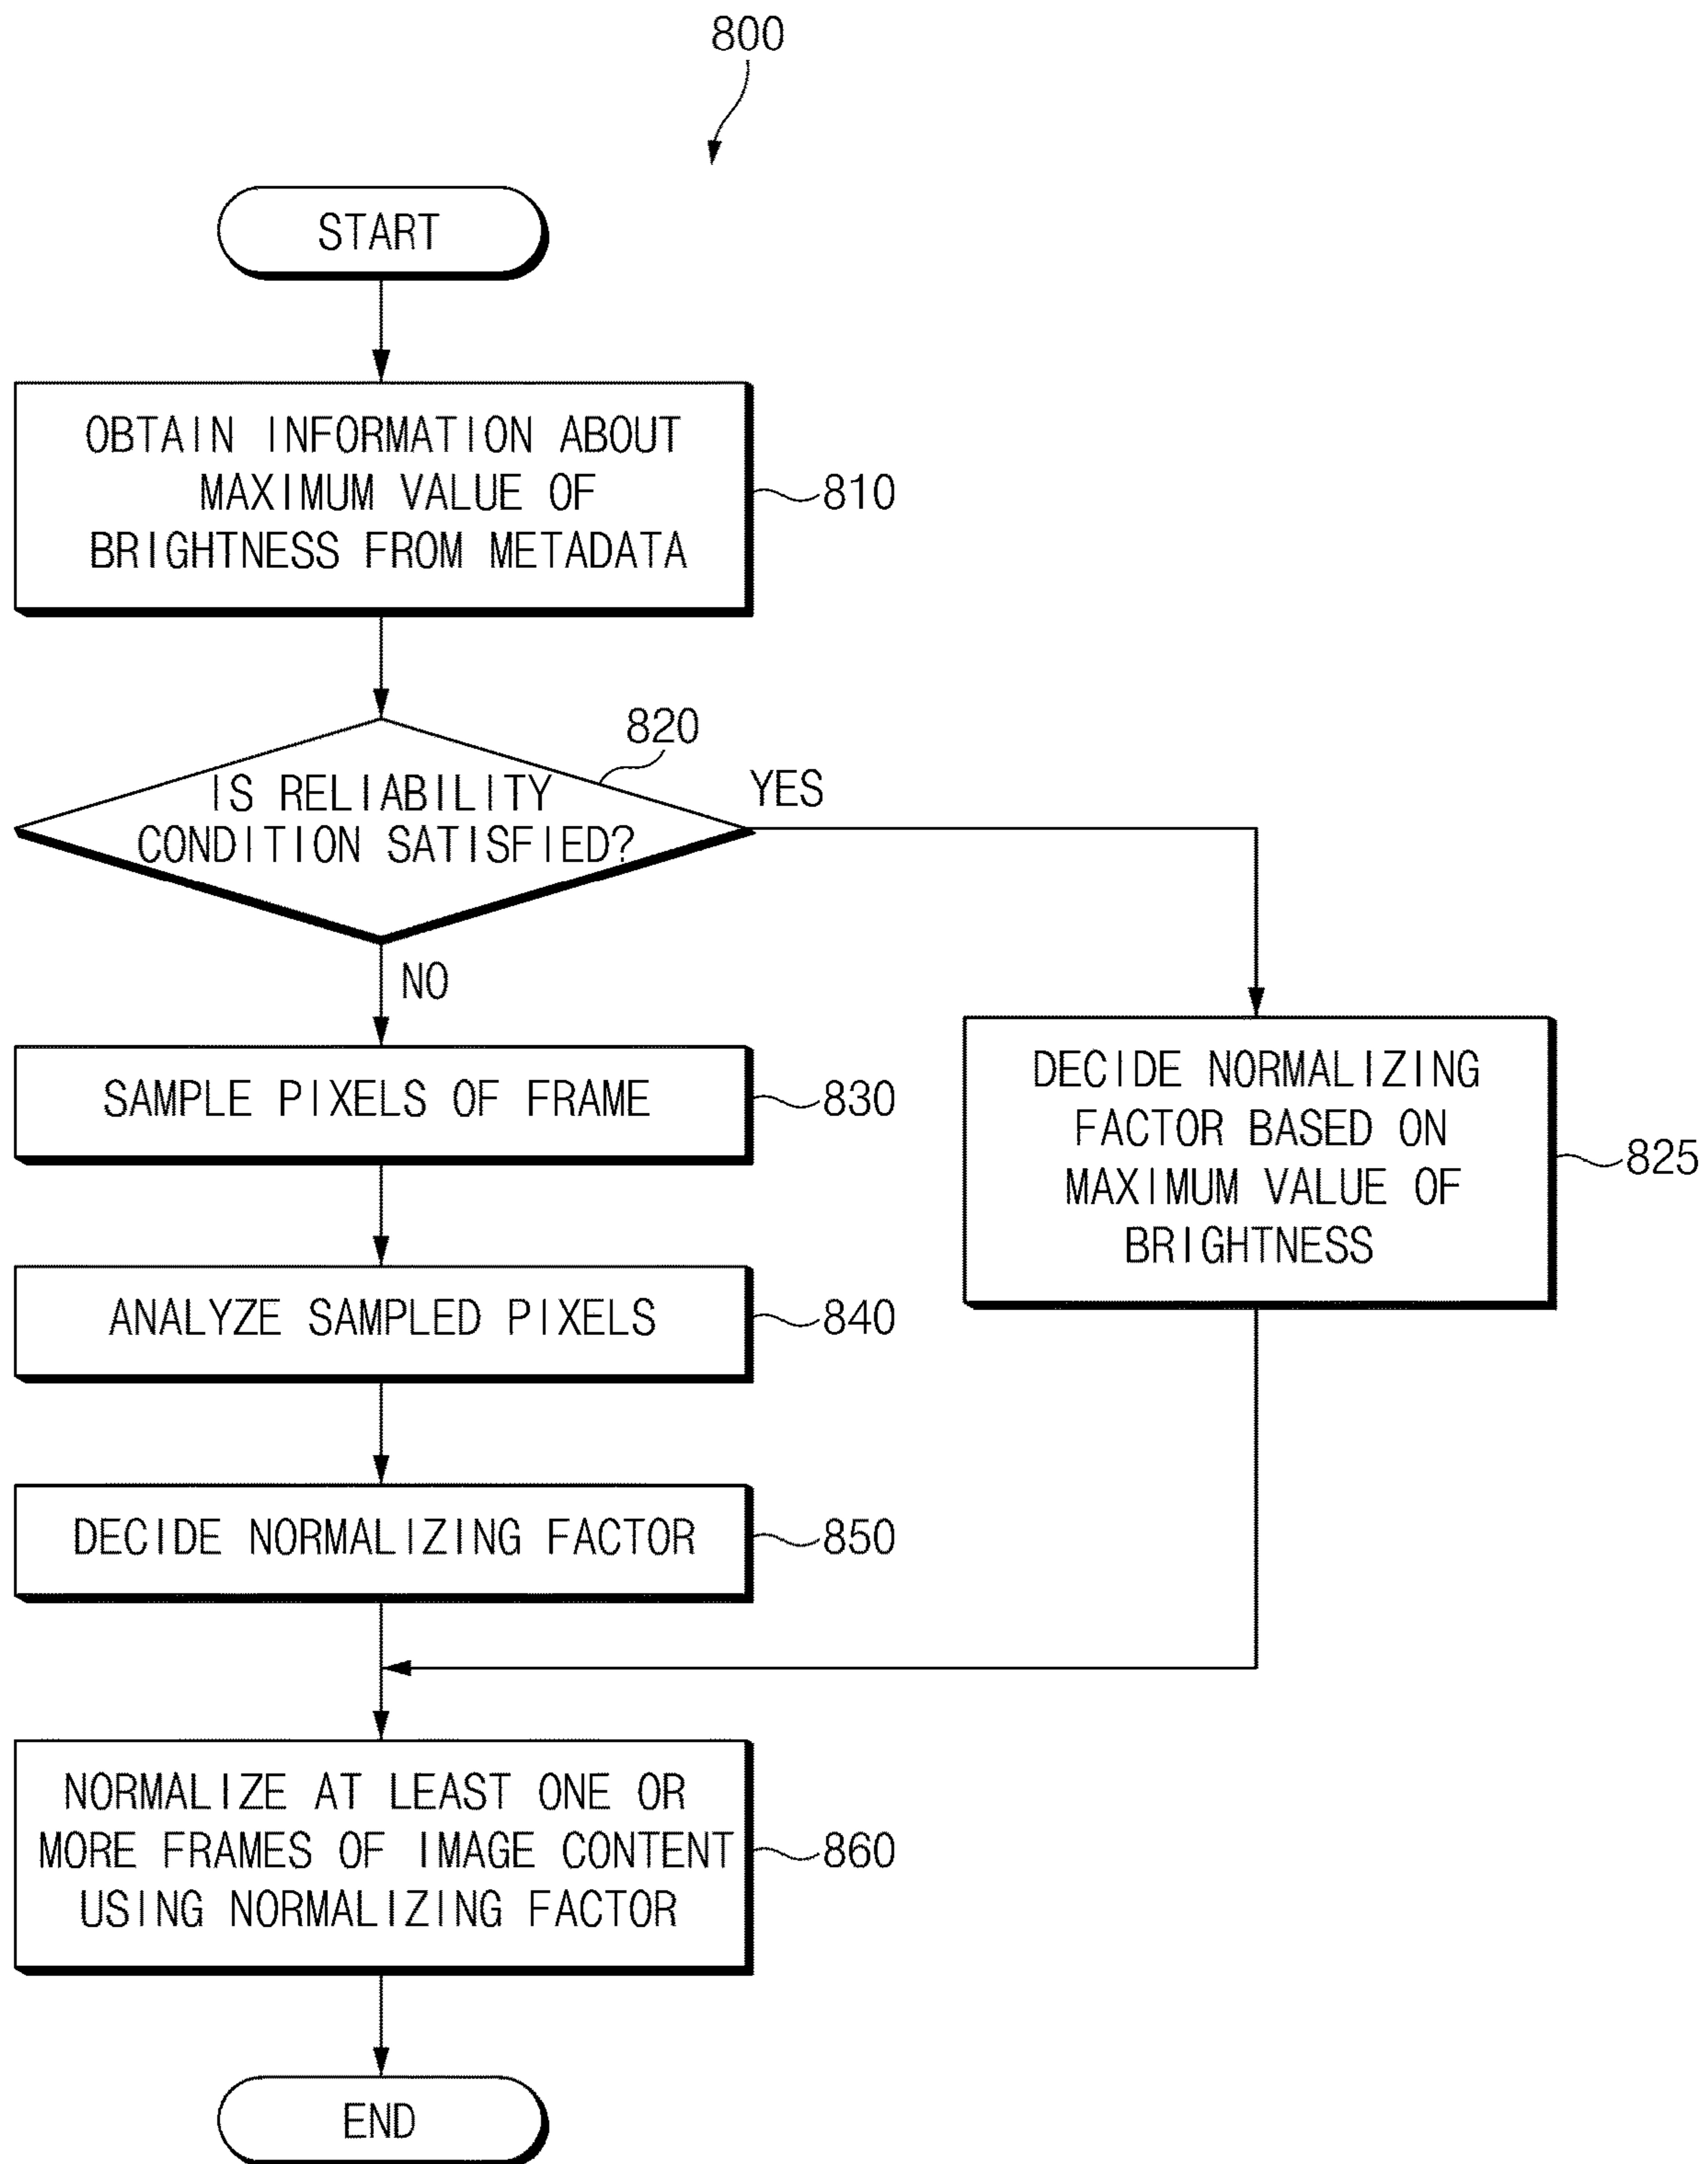 800
START
OBTAIN INFORMATION ABOUT
MAXIMUM VALUE OF
BRIGHTNESS FROM METADATA
810
820
IS RELIABILITY
CONDITION SATISFIED?
YES
NO
SAMPLE PIXELS OF FRAME
830
DECIDE NORMALIZING
FACTOR BASED ON
MAXIMUM VALUE OF
BRIGHTNESS
825
ANALYZE SAMPLED PIXELS
840
DECIDE NORMALIZING FACTOR
850
NORMALIZE AT LEAST ONE OR
MORE FRAMES OF IMAGE CONTENT
USING NORMALIZING FACTOR
860
END